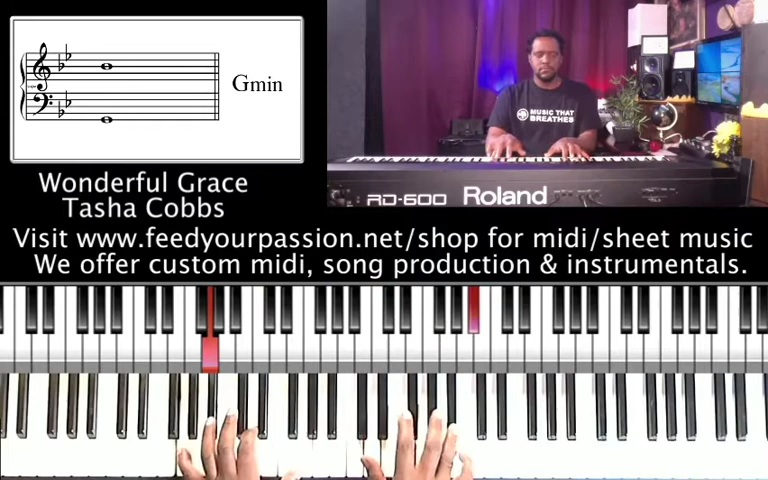 Gmin
MUSIC THAT
BREATHES
RD-600 Roland
Wonderful Grace
Tasha Cobbs
Visit www.feedyourpassion.net/shop for midi/sheet music
We offer custom midi, song production & instrumentals.